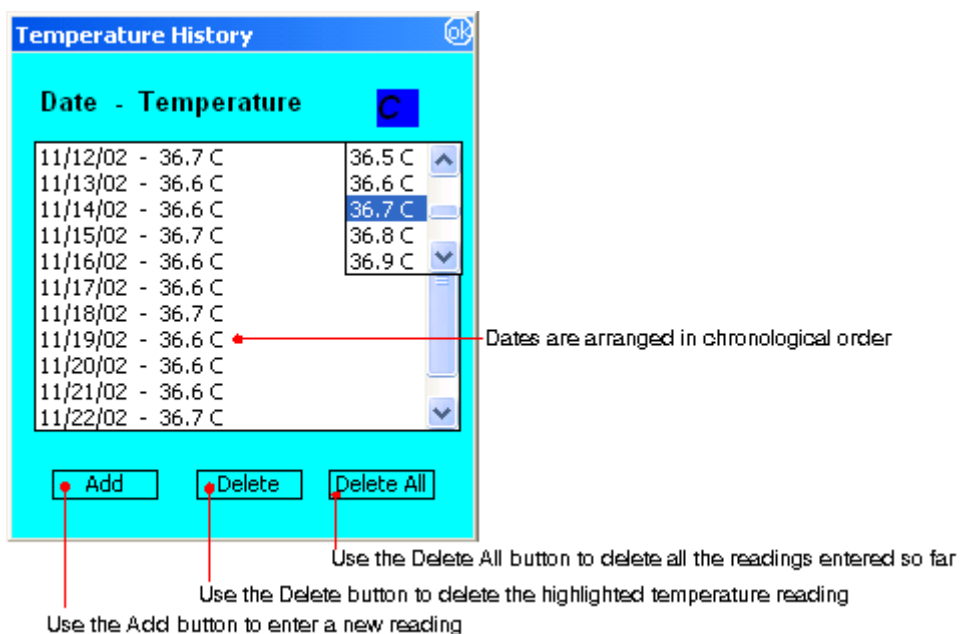 Temperature History ok
Date - Temperature C
11/12/02 - 36.7 C 36.5 C
11/13/02 - 36.6 C 36.6 C
11/14/02 - 36.6 C 36.7 C
11/15/02 - 36.7 C 36.8 C
11/16/02 - 36.6 C 36.9 C
11/17/02 - 36.6 C
11/18/02 - 36.7 C
11/19/02 - 36.6 C Dates are arranged in chronological order
11/20/02 - 36.6 C
11/21/02 - 36.6 C
11/22/02 - 36.7 C
Add Delete Delete All
Use the Delete All button to delete all the readings entered so far
Use the Delete button to delete the highlighted temperature reading
Use the Add button to enter a new reading